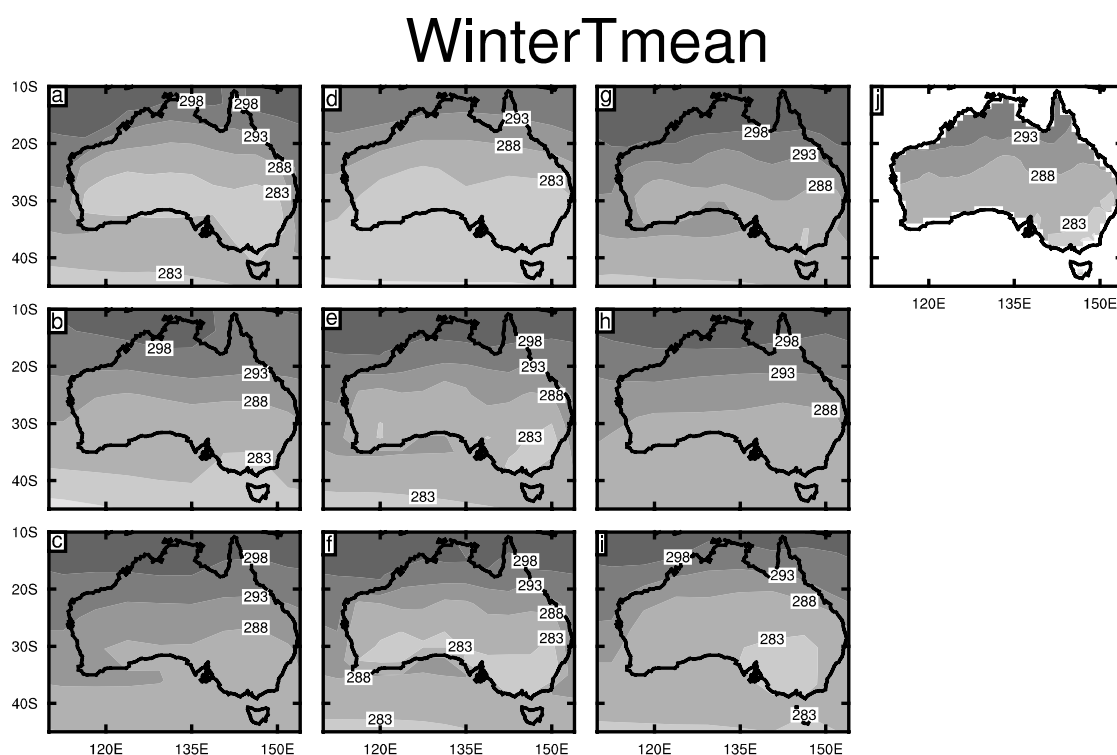 WinterTmean
10S a 298 298 d g j
293 293 298 293
20S 293 288 292
288 288
283 283 288
30S
283
40S 283
120E 135E 150E
10S b e h
298 298 298
293 293 293
20S
288 288 288
30S
283 283
40S 283
10S c f i
298 298 298
293 293 293
20S
288 288 288
30S 283 283 283
288
40S 283 283
120E 135E 150E 120E 135E 150E 120E 135E 150E